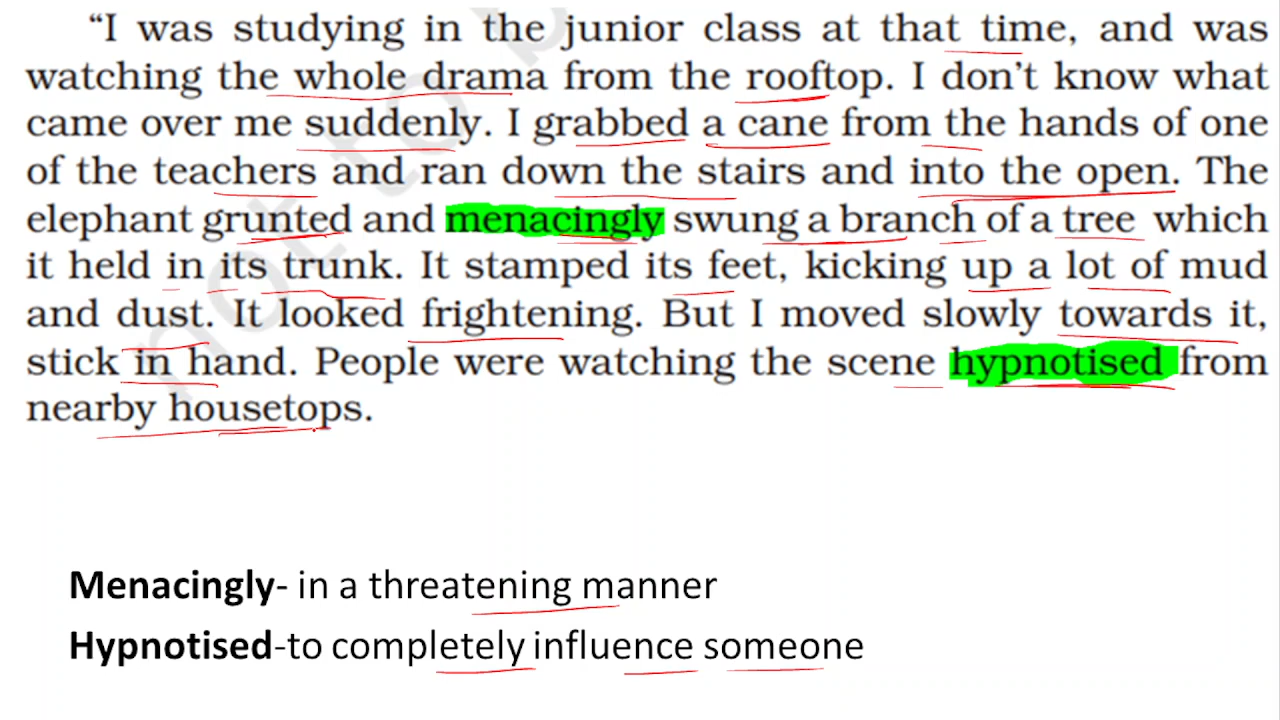 “I was studying in the junior class at that time, and was
watching the whole drama from the rooftop. I don’t know what
came over me suddenly. I grabbed a cane from the hands of one
of the teachers and ran down the stairs and into the open. The
elephant grunted and menacingly swung a branch of a tree which
it held in its trunk. It stamped its feet, kicking up a lot of mud
and dust. It looked frightening. But I moved slowly towards it,
stick in hand. People were watching the scene hypnotised from
nearby housetops.
Menacingly- in a threatening manner
Hypnotised-to completely influence someone
not to b